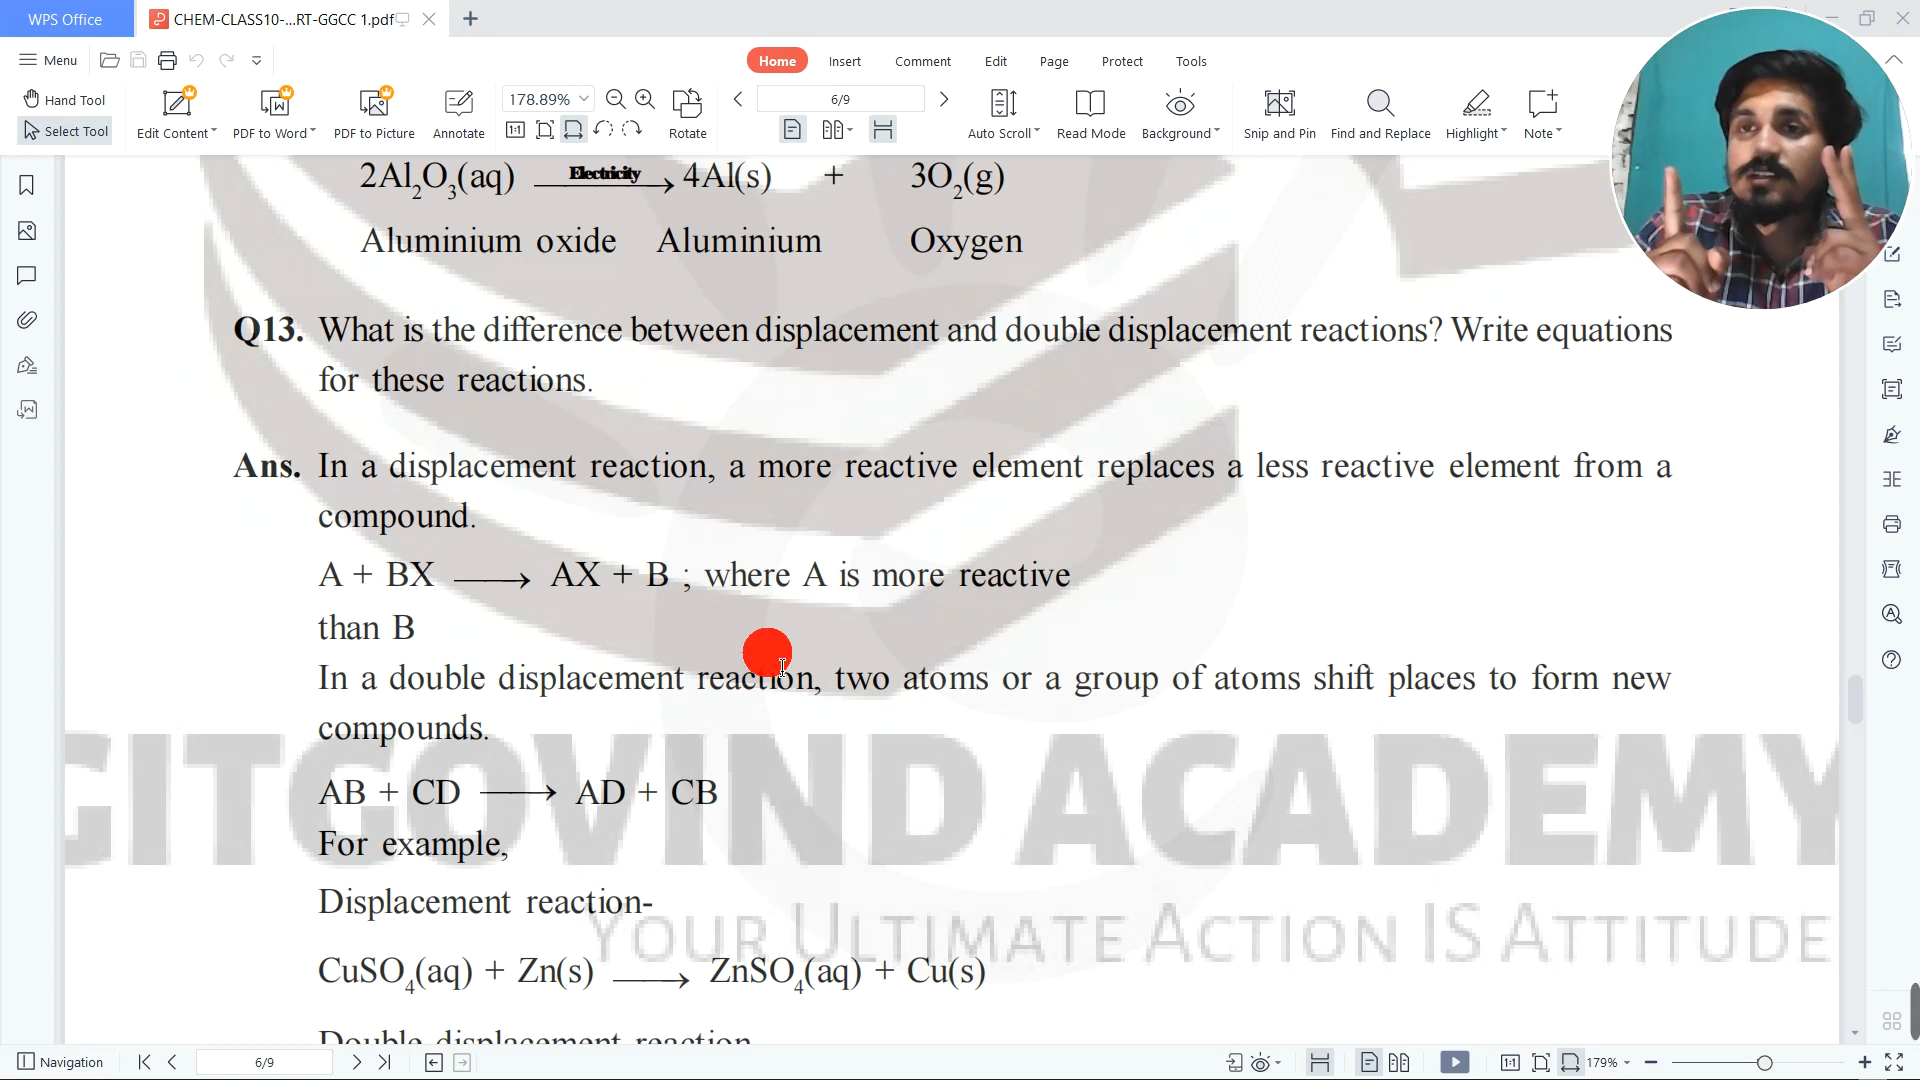 WPS Office
CHEM-CLASS10-...RT-GGCC 1.pdf
Menu
Home Insert Comment Edit Page Protect Tools
Hand Tool
Select Tool
Edit Content PDF to Word PDF to Picture Annotate
178.89%
Rotate
6/9
Auto Scroll Read Mode Background Snip and Pin Find and Replace Highlight Note
2Al2O3(aq) Electricity → 4Al(s) + 3O2(g)
Aluminium oxide Aluminium Oxygen
Q13. What is the difference between displacement and double displacement reactions? Write equations
for these reactions.
Ans. In a displacement reaction, a more reactive element replaces a less reactive element from a
compound.
A + BX → AX + B ; where A is more reactive
than B
In a double displacement reaction, two atoms or a group of atoms shift places to form new
compounds.
GITGOVIND ACADEMY
AB + CD → AD + CB
For example,
Displacement reaction-
YOUR ULTIMATE ACTION IS ATTITUDE
CuSO4(aq) + Zn(s) → ZnSO4(aq) + Cu(s)
Double displacement reaction
Navigation
6/9
179%